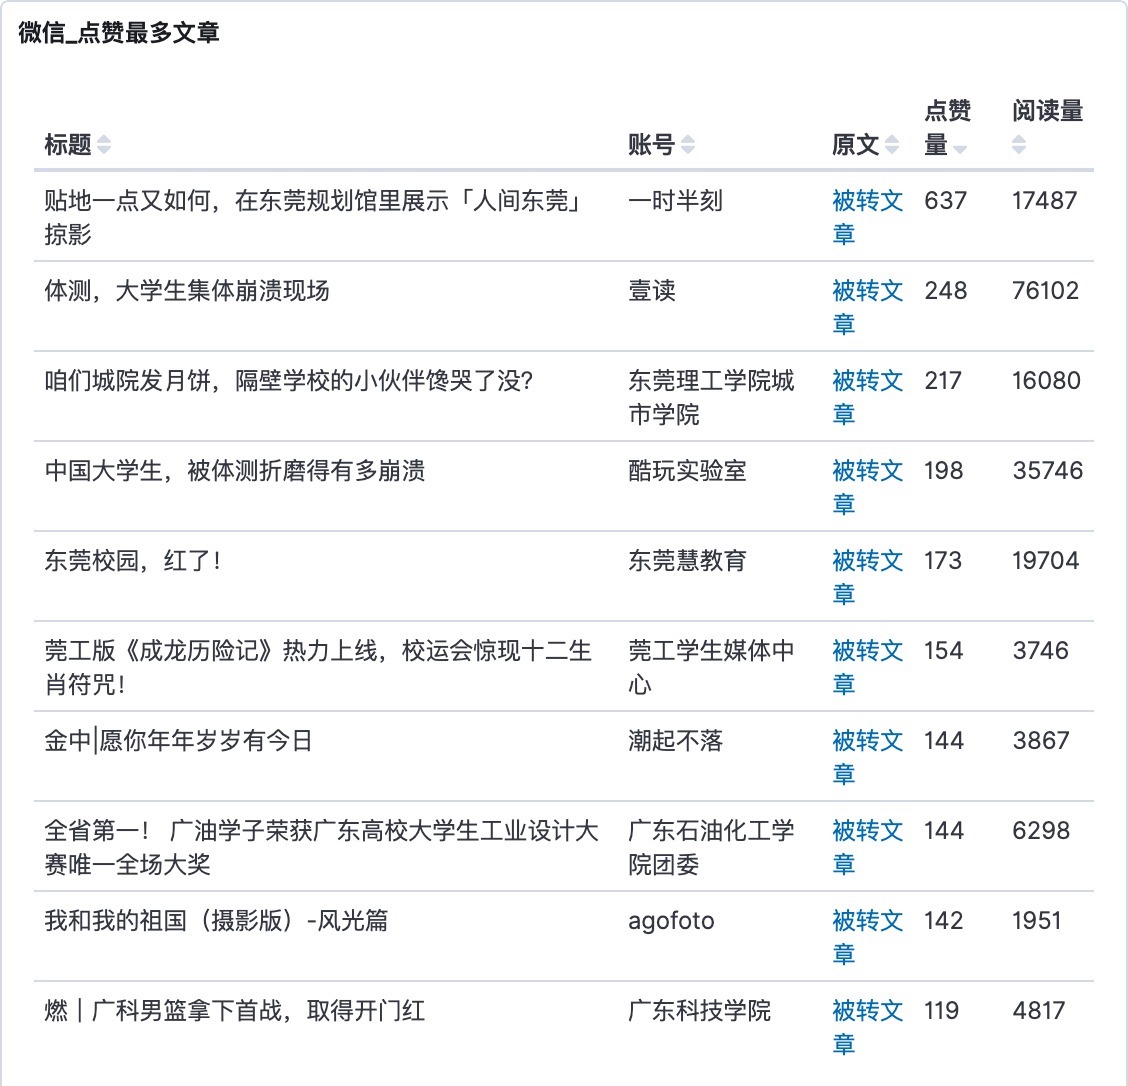 微信_点赞最多文章
点赞 阅读量
标题 账号 原文 量
贴地一点又如何，在东莞规划馆里展示「人间东莞」 一时半刻 被转文 637 17487
掠影 章
体测，大学生集体崩溃现场 壹读 被转文 248 76102
章
咱们城院发月饼，隔壁学校的小伙伴馋哭了没？ 东莞理工学院城 被转文 217 16080
市学院 章
中国大学生，被体测折磨得有多崩溃 酷玩实验室 被转文 198 35746
章
东莞校园，红了！ 东莞慧教育 被转文 173 19704
章
莞工版《成龙历险记》热力上线，校运会惊现十二生 莞工学生媒体中 被转文 154 3746
肖符咒！ 心 章
金中|愿你年年岁岁有今日 潮起不落 被转文 144 3867
章
全省第一！ 广油学子荣获广东高校大学生工业设计大 广东石油化工学 被转文 144 6298
赛唯一全场大奖 院团委 章
我和我的祖国（摄影版）-风光篇 agofoto 被转文 142 1951
章
燃｜广科男篮拿下首战，取得开门红 广东科技学院 被转文 119 4817
章